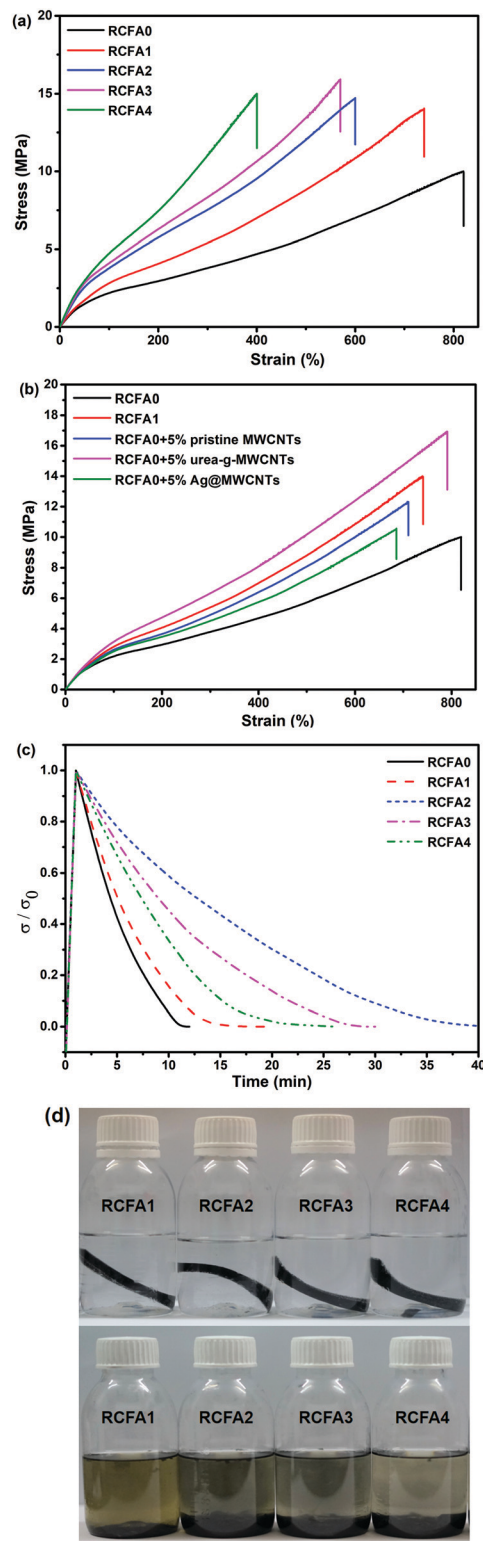 (a)
20
15
10
5
0
Stress (MPa)
RCFA0
RCFA1
RCFA2
RCFA3
RCFA4
0 200 400 600 800
Strain (%)
(b)
18
16
14
12
10
8
6
4
2
0
Stress (MPa)
RCFA0
RCFA1
RCFA0+5% pristine MWCNTs
RCFA0+5% urea-g-MWCNTs
RCFA0+5% Ag@MWCNTs
0 200 400 600 800
Strain (%)
(c)
1.0
0.8
0.6
0.4
0.2
0.0
σ / σ0
RCFA0
RCFA1
RCFA2
RCFA3
RCFA4
0 5 10 15 20 25 30 35 40
Time (min)
(d)
RCFA1 RCFA2 RCFA3 RCFA4
RCFA1 RCFA2 RCFA3 RCFA4